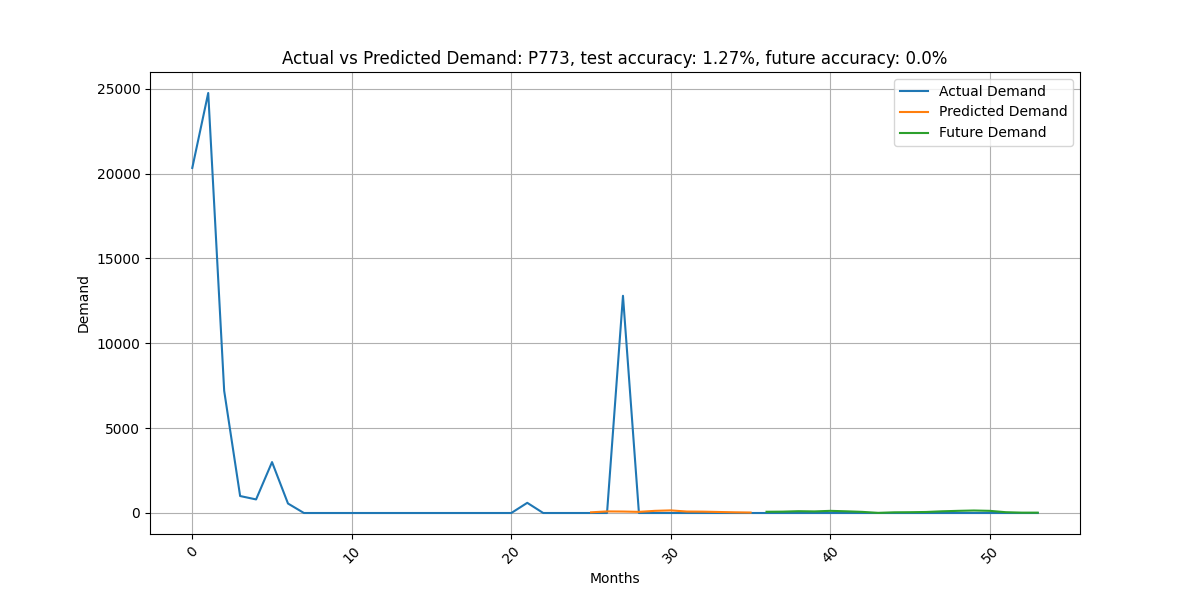 Actual vs Predicted Demand: P773, test accuracy: 1.27%, future accuracy: 0.0%
Actual Demand
Predicted Demand
Future Demand
25000
20000
15000
10000
5000
0
Demand
0
10
20
30
40
50
Months